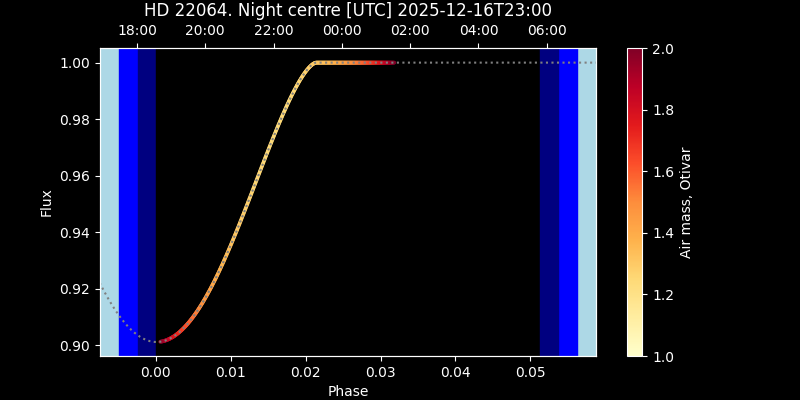 HD 22064. Night centre [UTC] 2025-12-16T23:00
18:00 20:00 22:00 00:00 02:00 04:00 06:00
1.00
0.98
0.96
0.94
0.92
0.90
Flux
0.00 0.01 0.02 0.03 0.04 0.05
Phase
2.0
1.8
1.6
1.4
1.2
1.0
Air mass, Otivar